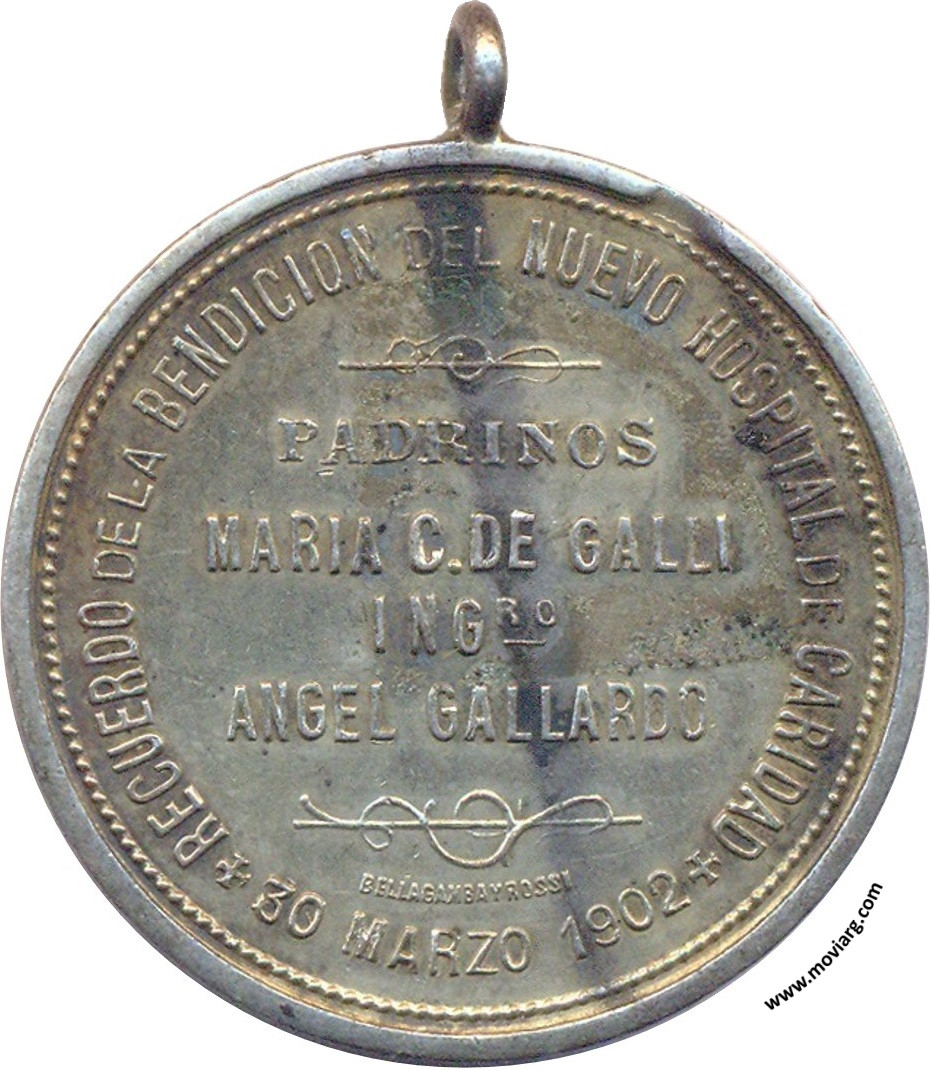 RECUERDO DE LA BENDICION DEL NUEVO HOSPITAL DE CARIDAD
PADRINOS
MARIA C. DE GALLI
INGRO
ANGEL GALLARDO
BELLAGAMBA Y ROSSI
30 MARZO 1902
www.moviarg.com